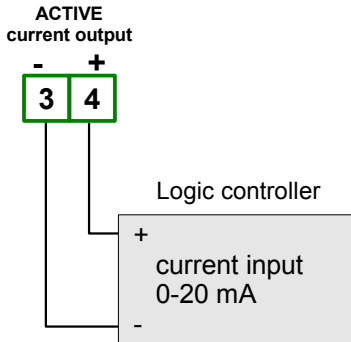 ACTIVE
current output
- +
3 4
Logic controller
+
current input
0-20 mA
-